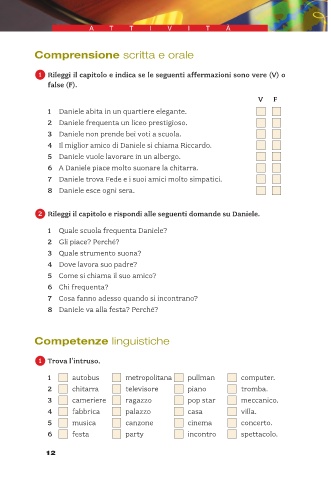 ATTIVITÀ
Comprensione scritta e orale
1 Rileggi il capitolo e indica se le seguenti affermazioni sono vere (V) o
false (F).
V F
1 Daniele abita in un quartiere elegante.
2 Daniele frequenta un liceo prestigioso.
3 Daniele non prende bei voti a scuola.
4 Il miglior amico di Daniele si chiama Riccardo.
5 Daniele vuole lavorare in un albergo.
6 A Daniele piace molto suonare la chitarra.
7 Daniele trova Fede e i suoi amici molto simpatici.
8 Daniele esce ogni sera.
2 Rileggi il capitolo e rispondi alle seguenti domande su Daniele.
1 Quale scuola frequenta Daniele?
2 Gli piace? Perché?
3 Quale strumento suona?
4 Dove lavora suo padre?
5 Come si chiama il suo amico?
6 Chi frequenta?
7 Cosa fanno adesso quando si incontrano?
8 Daniele va alla festa? Perché?
Competenze linguistiche
1 Trova l'intruso.
1 autobus metropolitana pullman computer.
2 chitarra televisore piano tromba.
3 cameriere ragazzo pop star meccanico.
4 fabbrica palazzo casa villa.
5 musica canzone cinema concerto.
6 festa party incontro spettacolo.
12